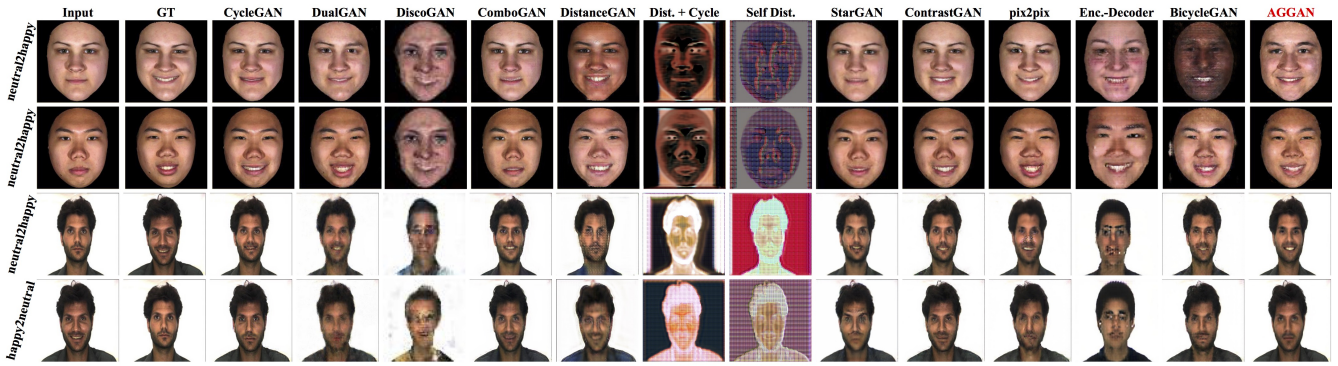 Input GT CycleGAN DualGAN DiscoGAN ComboGAN DistanceGAN Dist. + Cycle Self Dist. StarGAN ContrastGAN pix2pix Enc.-Decoder BicycleGAN AGGAN
neutral2happy
neutral2happy
neutral2happy
happy2neutral